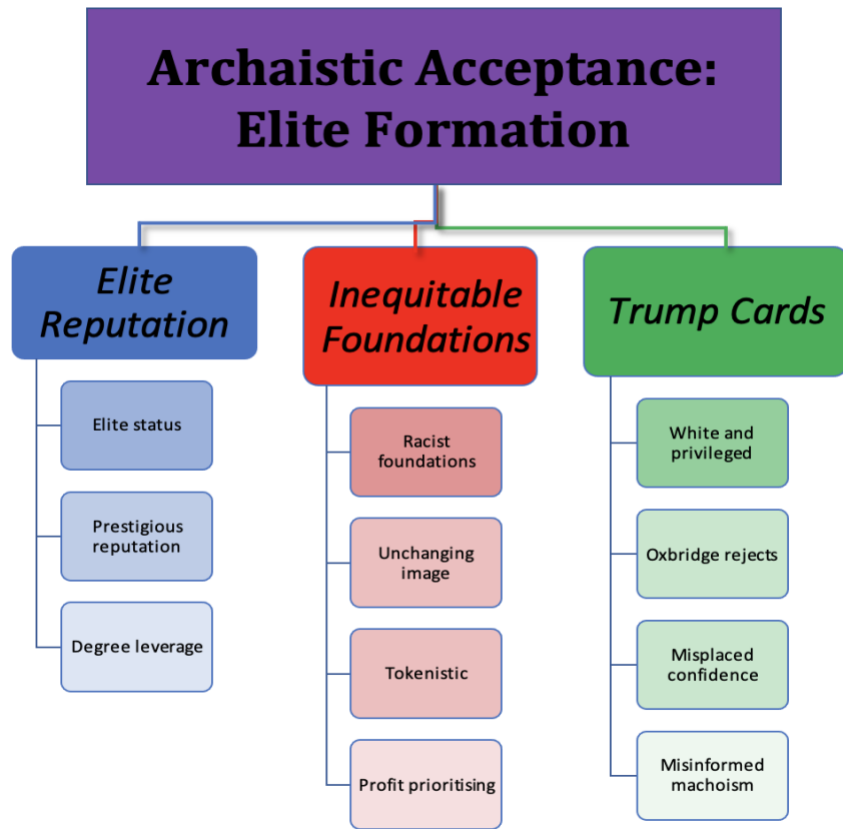 Archaistic Acceptance:
Elite Formation
Elite
Reputation
Elite status
Prestigious
reputation
Degree leverage
Inequitable
Foundations
Racist
foundations
Unchanging
image
Tokenistic
Profit prioritising
Trump Cards
White and
privileged
Oxbridge rejects
Misplaced
confidence
Misinformed
machoism